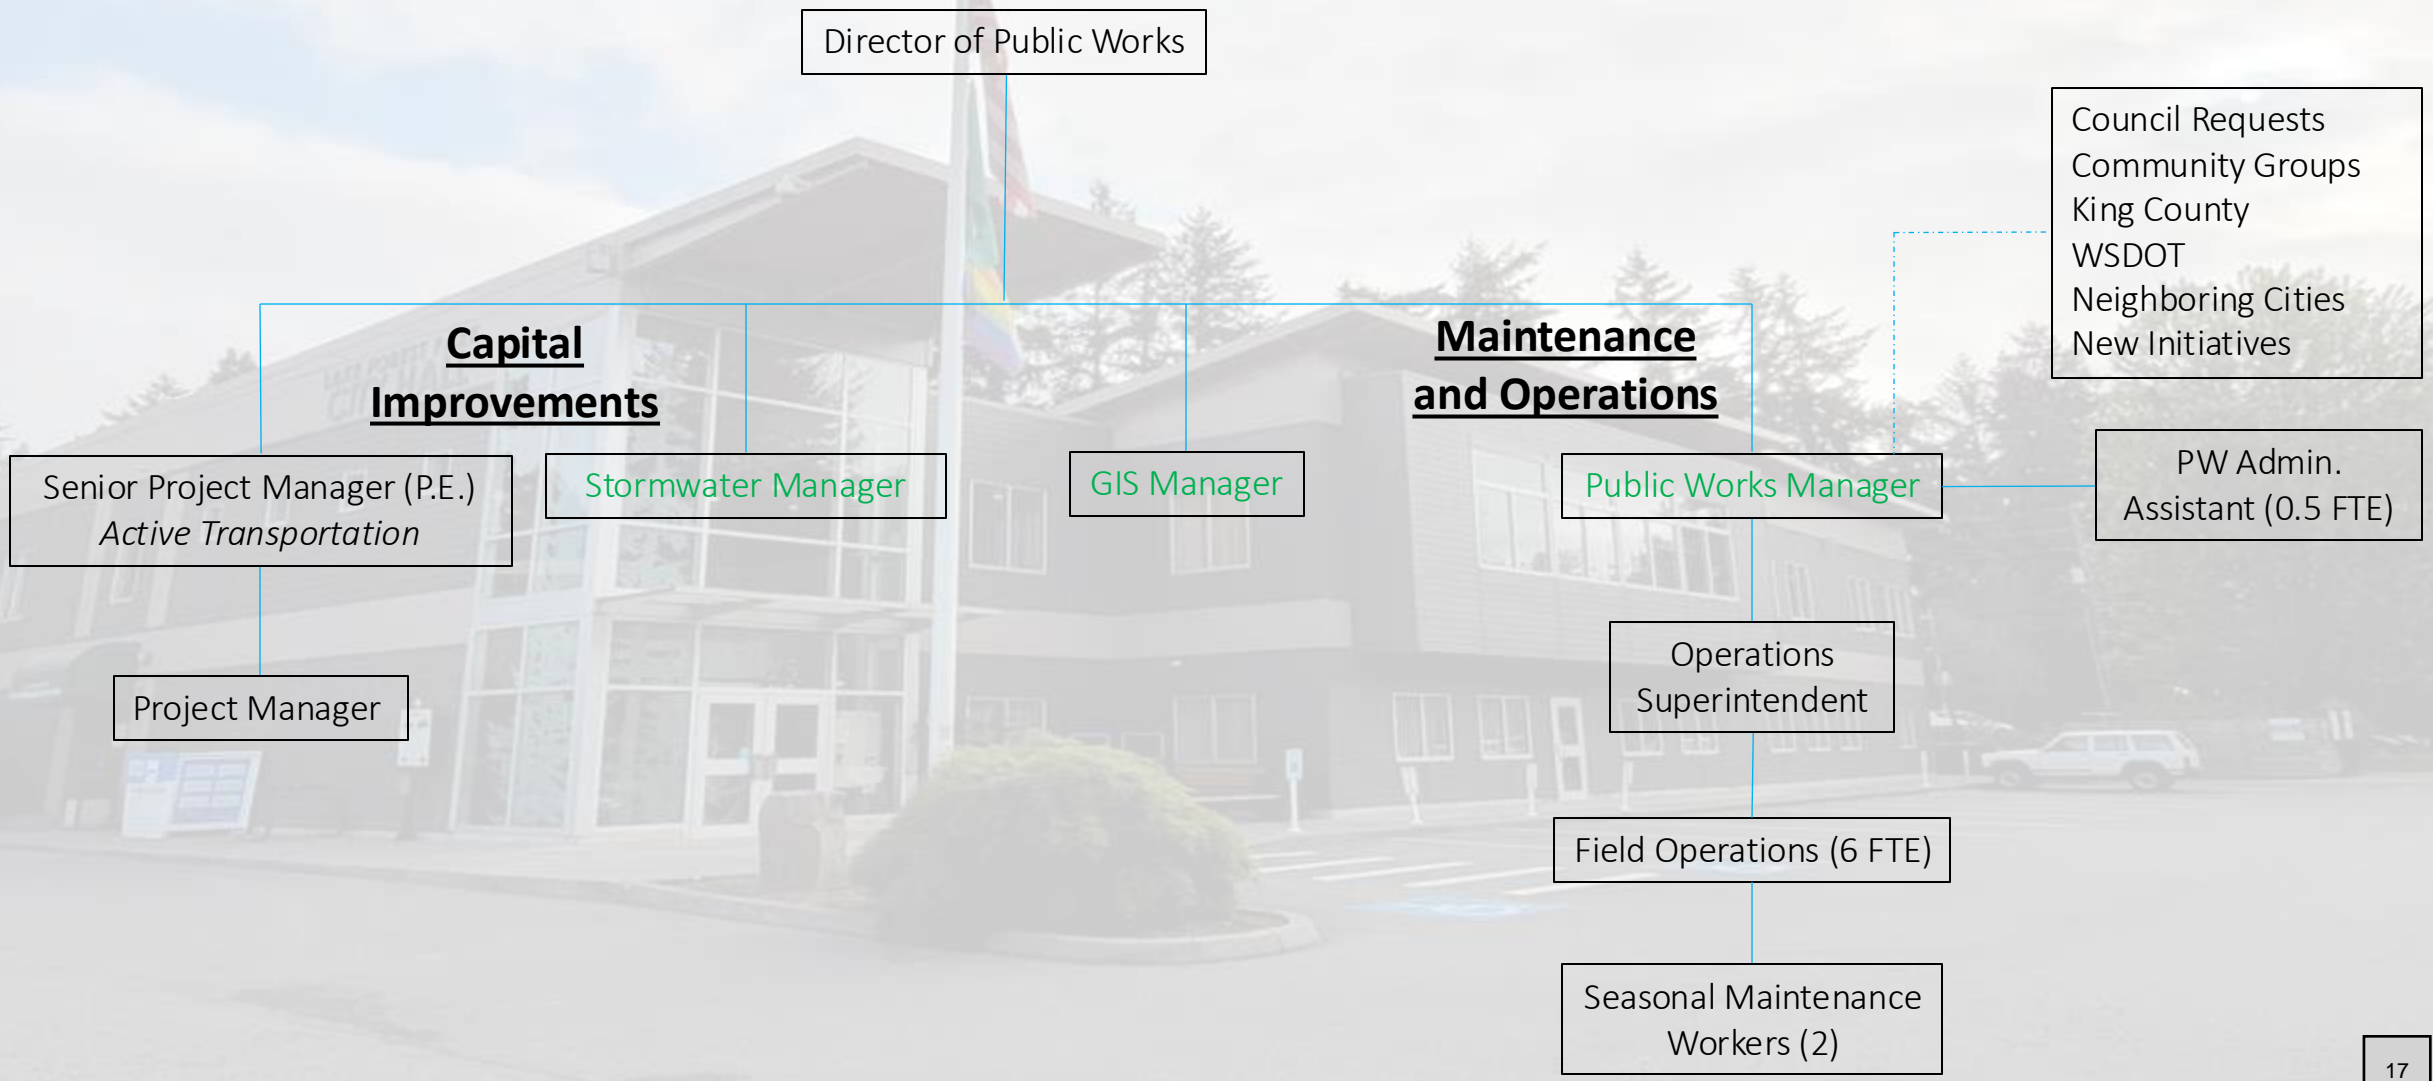 Director of Public Works
Council Requests
Community Groups
King County
WSDOT
Neighboring Cities
New Initiatives
Capital
Improvements
Maintenance
and Operations
Senior Project Manager (P.E.)
Active Transportation
Stormwater Manager
GIS Manager
Public Works Manager
PW Admin.
Assistant (0.5 FTE)
Project Manager
Operations
Superintendent
Field Operations (6 FTE)
Seasonal Maintenance
Workers (2)
17